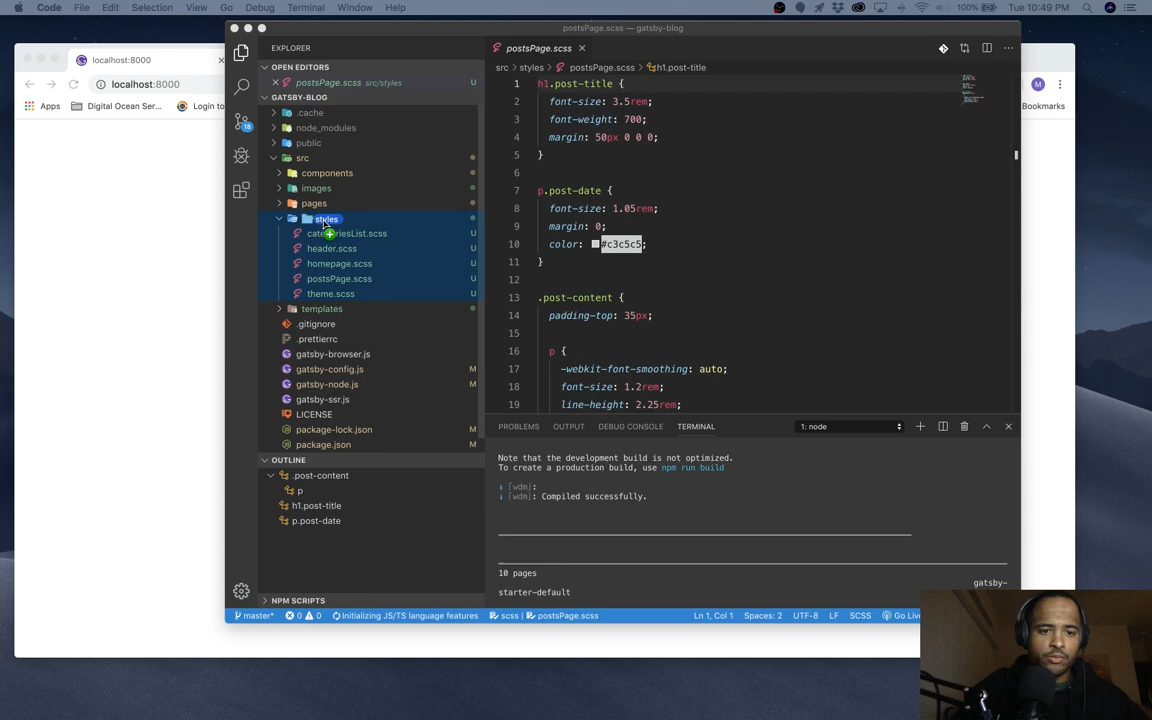 Code File Edit Selection View Go Debug Terminal Window Help
100% Tue 10:49 PM
postsPage.scss — gatsby-blog
localhost:8000
localhost:8000
M
Apps Digital Ocean Ser... Login to
Bookmarks
EXPLORER
OPEN EDITORS
postsPage.scss src/styles
GATSBY-BLOG
.cache
node_modules
public
src
components
images
pages
styles
categoriesList.scss U
header.scss U
homepage.scss U
postsPage.scss U
theme.scss U
templates
.gitignore
.prettierrc
gatsby-browser.js
gatsby-config.js M
gatsby-node.js M
gatsby-ssr.js
LICENSE
package-lock.json M
package.json M
OUTLINE
.post-content
p
h1.post-title
p.post-date
NPM SCRIPTS
18
postsPage.scss
src › styles › postsPage.scss › h1.post-title
1 h1.post-title {
2 font-size: 3.5rem;
3 font-weight: 700;
4 margin: 50px 0 0 0;
5 }
6
7 p.post-date {
8 font-size: 1.05rem;
9 margin: 0;
10 color: #c3c5c5;
11 }
12
13 .post-content {
14 padding-top: 35px;
15
16 p {
17 -webkit-font-smoothing: auto;
18 font-size: 1.2rem;
19 line-height: 2.25rem;
PROBLEMS OUTPUT DEBUG CONSOLE TERMINAL 1: node
Note that the development build is not optimized.
To create a production build, use npm run build
ℹ ｢wdm｣:
ℹ ｢wdm｣: Compiled successfully.
10 pages
gatsby-
starter-default
master* 0 0 Initializing JS/TS language features scss | postsPage.scss Ln 1, Col 1 Spaces: 2 UTF-8 LF SCSS Go Live